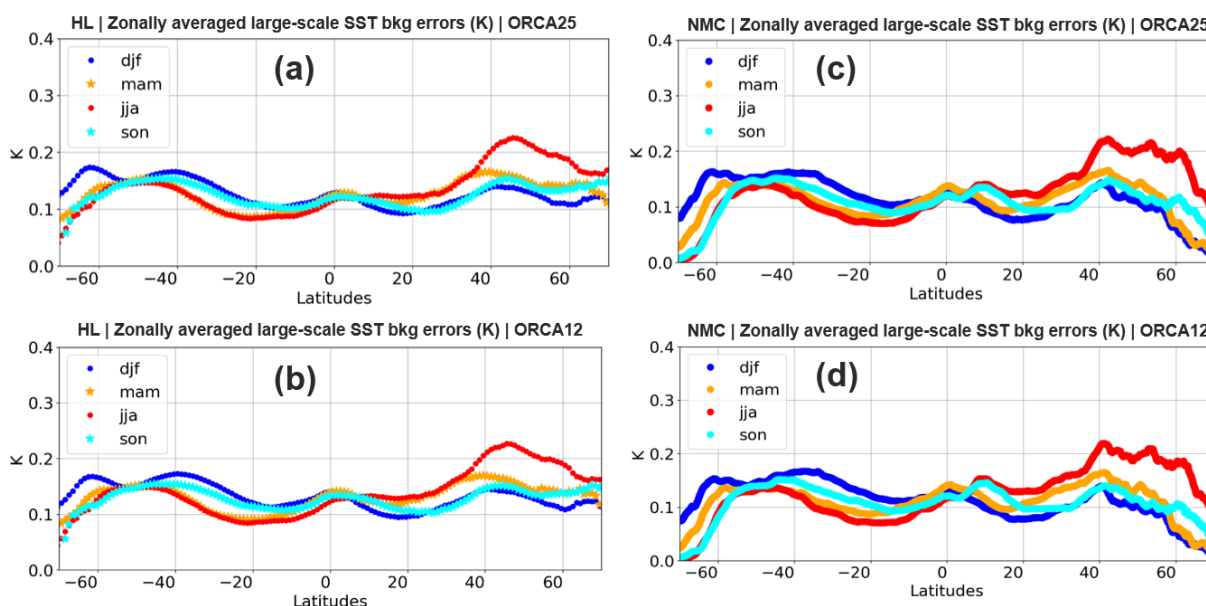 HL | Zonally averaged large-scale SST bkg errors (K) | ORCA25
(a)
djf
mam
jja
son
K
0.4
0.3
0.2
0.1
0.0
−60 −40 −20 0 20 40 60
Latitudes
NMC | Zonally averaged large-scale SST bkg errors (K) | ORCA25
(c)
djf
mam
jja
son
K
0.4
0.3
0.2
0.1
0.0
−60 −40 −20 0 20 40 60
Latitudes
HL | Zonally averaged large-scale SST bkg errors (K) | ORCA12
(b)
djf
mam
jja
son
K
0.4
0.3
0.2
0.1
0.0
−60 −40 −20 0 20 40 60
Latitudes
NMC | Zonally averaged large-scale SST bkg errors (K) | ORCA12
(d)
djf
mam
jja
son
K
0.4
0.3
0.2
0.1
0.0
−60 −40 −20 0 20 40 60
Latitudes